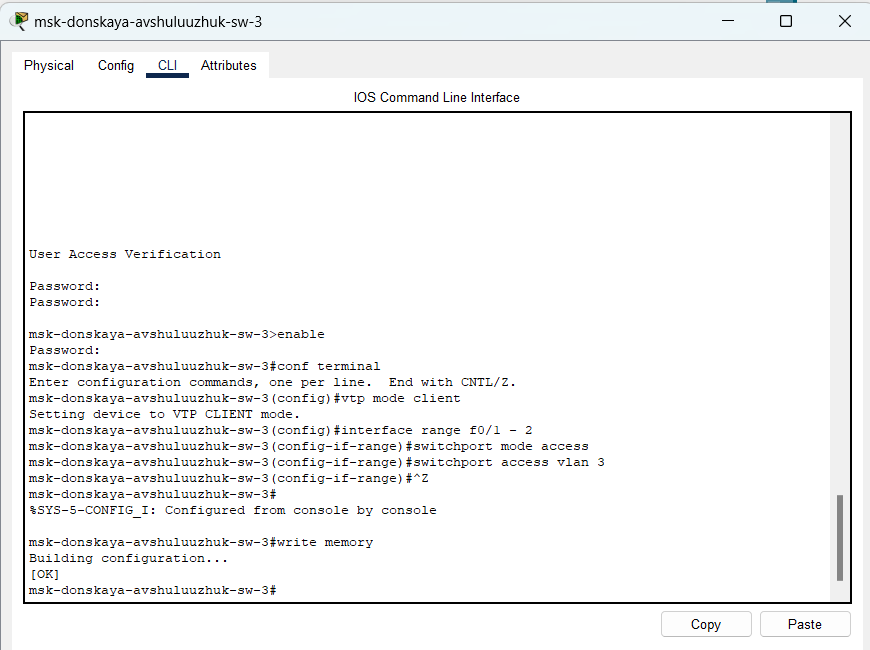 msk-donskaya-avshuluuzhuk-sw-3
Physical Config CLI Attributes
IOS Command Line Interface
User Access Verification
Password:
Password:
msk-donskaya-avshuluuzhuk-sw-3>enable
Password:
msk-donskaya-avshuluuzhuk-sw-3#conf terminal
Enter configuration commands, one per line.  End with CNTL/Z.
msk-donskaya-avshuluuzhuk-sw-3(config)#vtp mode client
Setting device to VTP CLIENT mode.
msk-donskaya-avshuluuzhuk-sw-3(config)#interface range f0/1 - 2
msk-donskaya-avshuluuzhuk-sw-3(config-if-range)#switchport mode access
msk-donskaya-avshuluuzhuk-sw-3(config-if-range)#switchport access vlan 3
msk-donskaya-avshuluuzhuk-sw-3(config-if-range)#^Z
msk-donskaya-avshuluuzhuk-sw-3#
%SYS-5-CONFIG_I: Configured from console by console
msk-donskaya-avshuluuzhuk-sw-3#write memory
Building configuration...
[OK]
msk-donskaya-avshuluuzhuk-sw-3#
Copy Paste